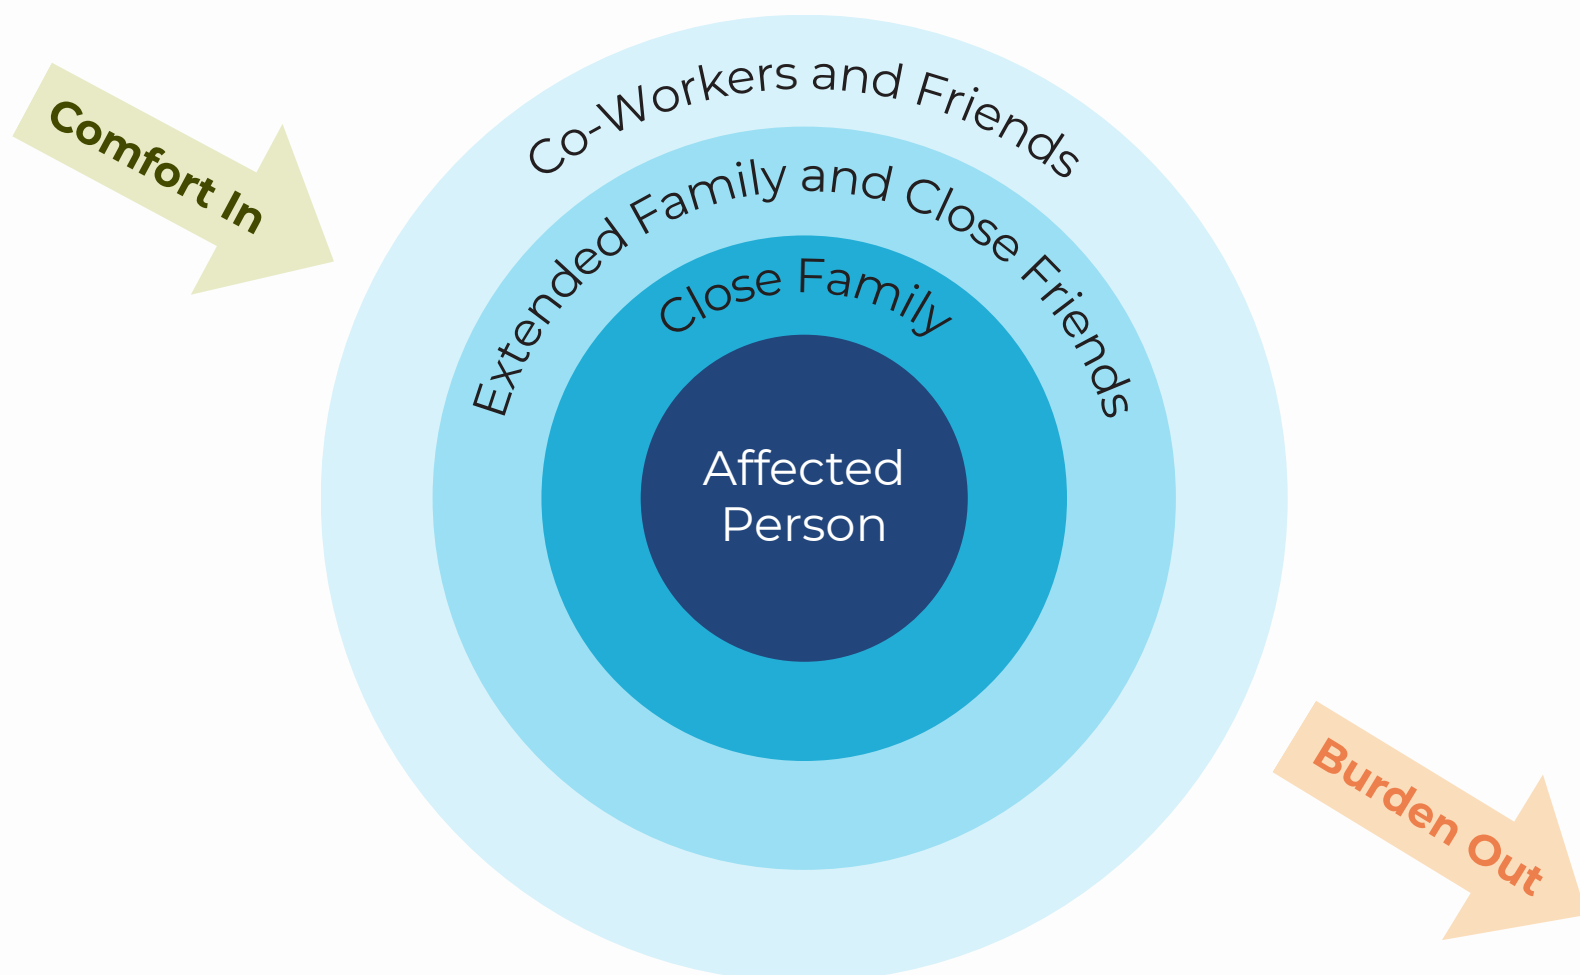 Comfort In
Co-Workers and Friends
Extended Family and Close Friends
Close Family
Affected
Person
Burden Out